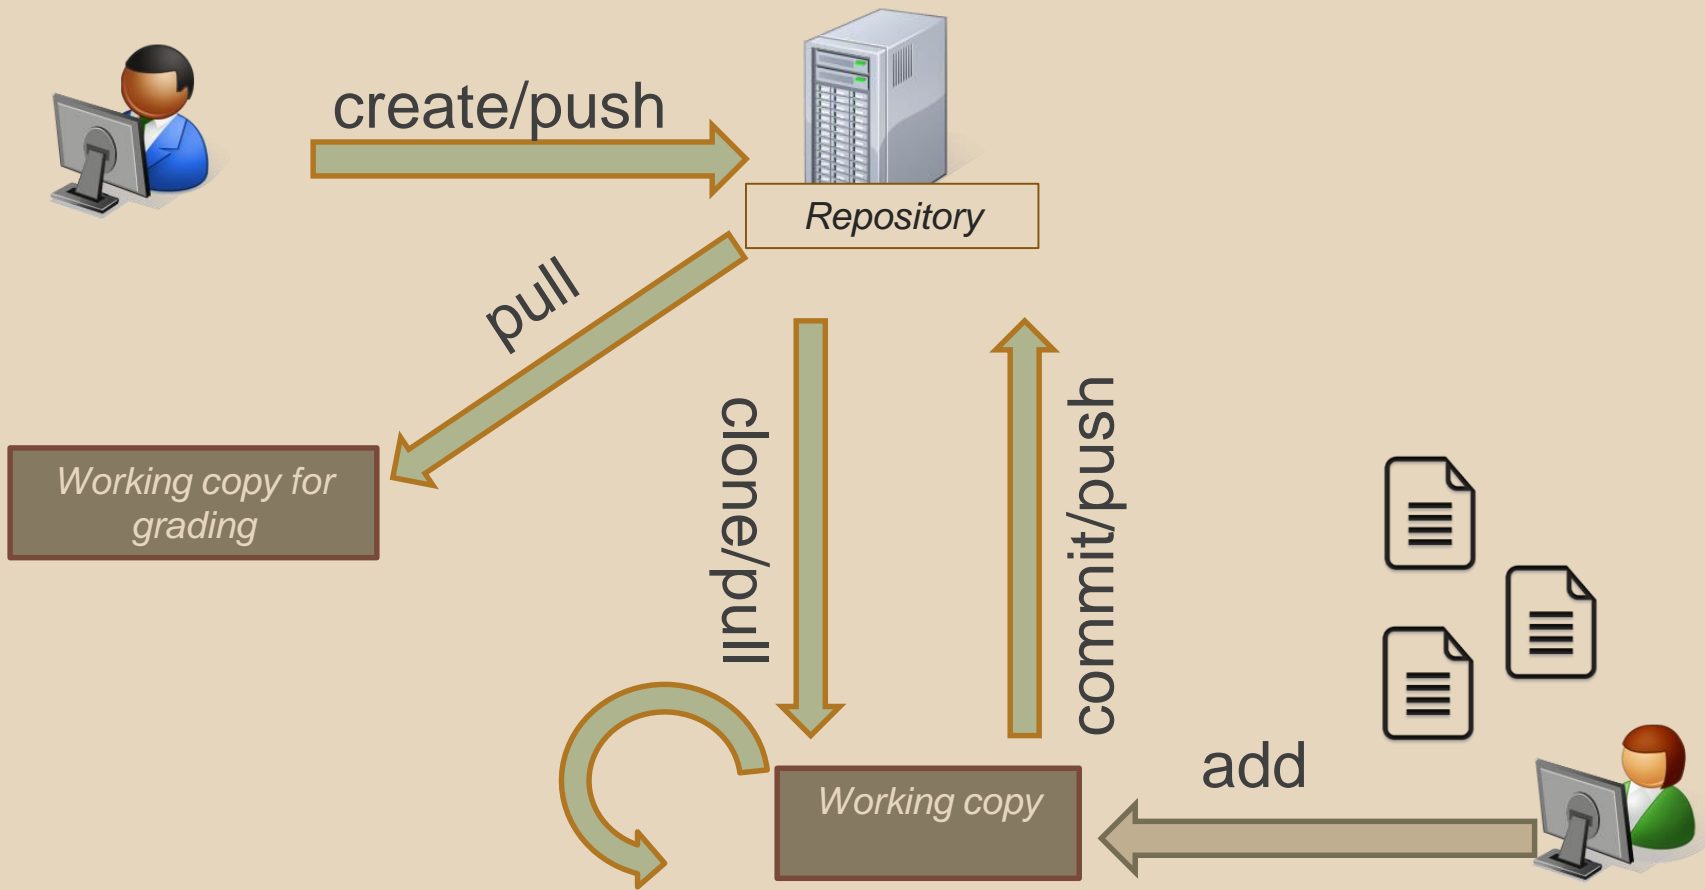 create/push
Repository
pull
clone/pull
commit/push
Working copy for
grading
add
Working copy